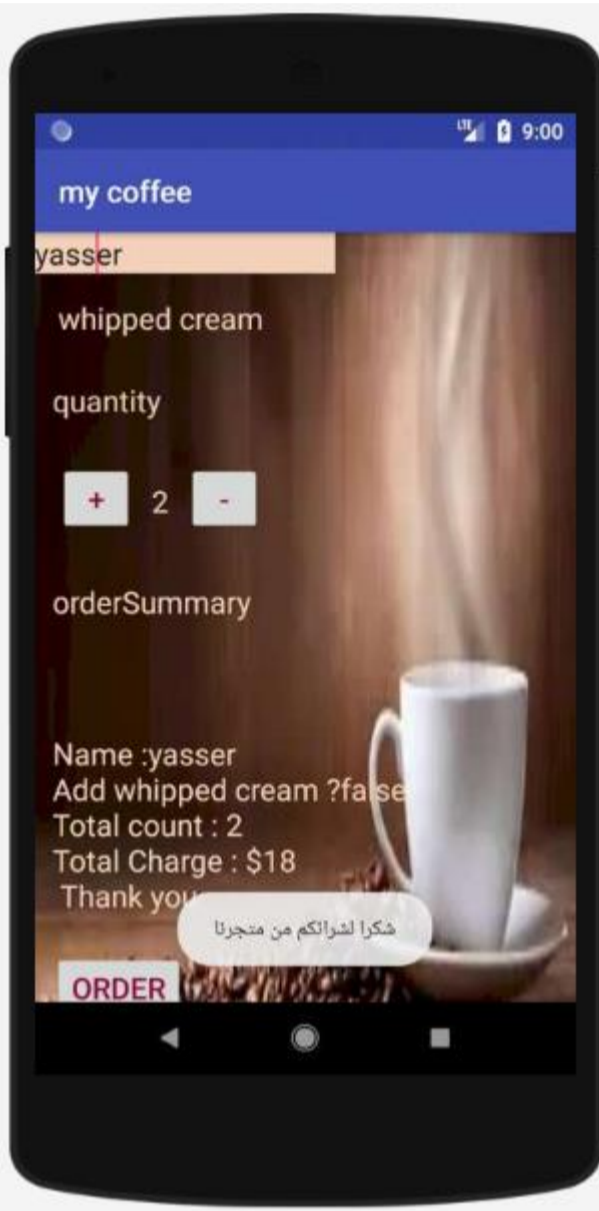 LTE 9:00
my coffee
yasser
whipped cream
quantity
+ 2 -
orderSummary
Name :yasser
Add whipped cream ?false
Total count : 2
Total Charge : $18
Thank you
شكرا لشرائكم من متجرنا
ORDER